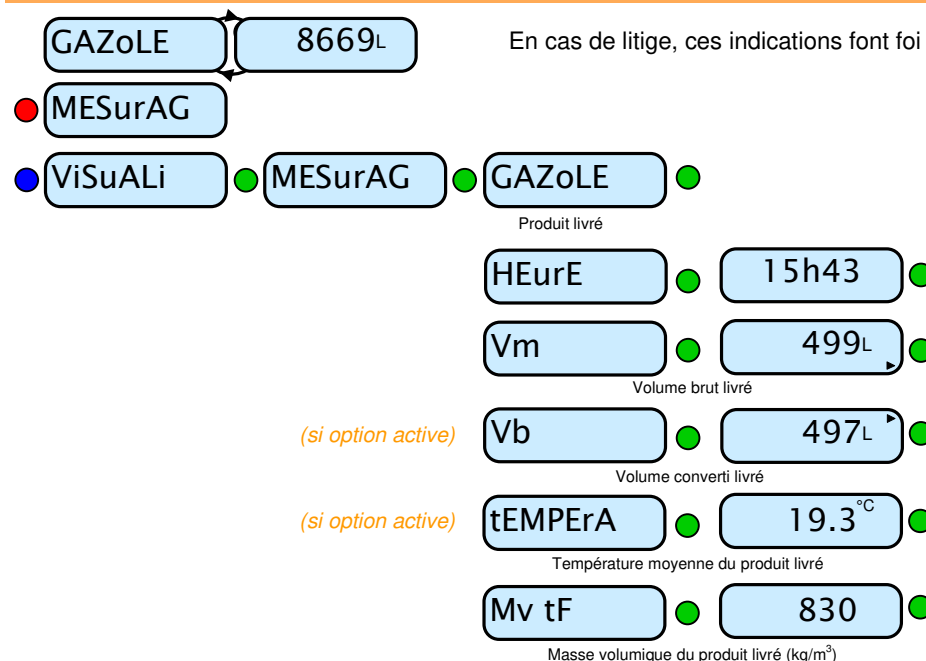 GAZoLE 8669L En cas de litige, ces indications font foi
MESurAG
ViSuALi MESurAG GAZoLE
Produit livré
HEurE 15h43
Vm 499L
Volume brut livré
(si option active) Vb 497L
Volume converti livré
(si option active) tEMPErA 19.3°C
Température moyenne du produit livré
Mv tF 830
Masse volumique du produit livré (kg/m³)